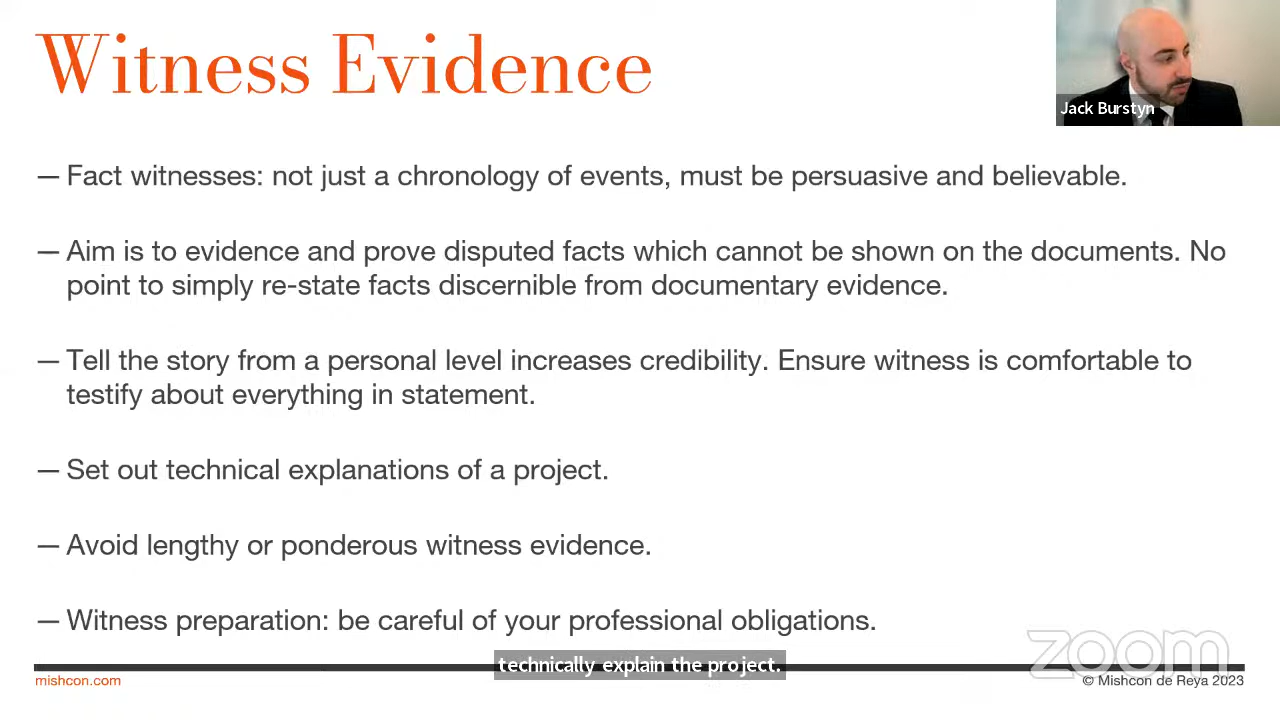 Witness Evidence
Jack Burstyn
— Fact witnesses: not just a chronology of events, must be persuasive and believable.
— Aim is to evidence and prove disputed facts which cannot be shown on the documents. No
point to simply re-state facts discernible from documentary evidence.
— Tell the story from a personal level increases credibility. Ensure witness is comfortable to
testify about everything in statement.
— Set out technical explanations of a project.
— Avoid lengthy or ponderous witness evidence.
— Witness preparation: be careful of your professional obligations.
zoom
technically explain the project.
mishcon.com
© Mishcon de Reya 2023